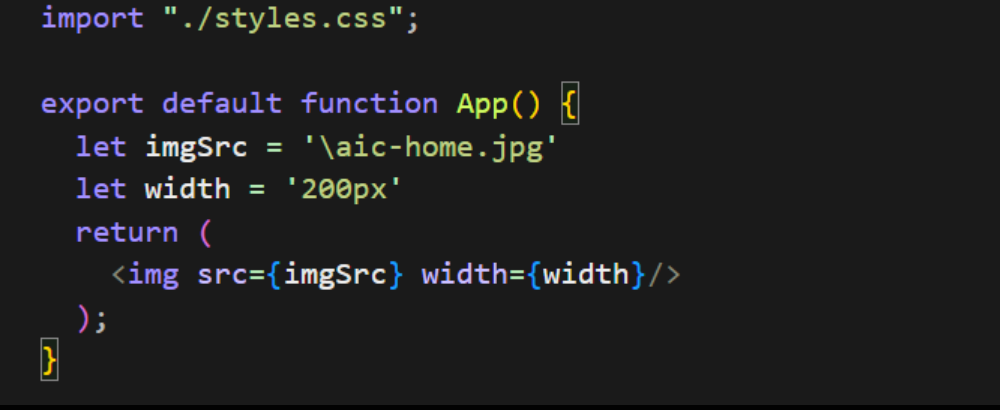 import "./styles.css";
export default function App() {
let imgSrc = '\aic-home.jpg'
let width = '200px'
return (
<img src={imgSrc} width={width}/>
);
}